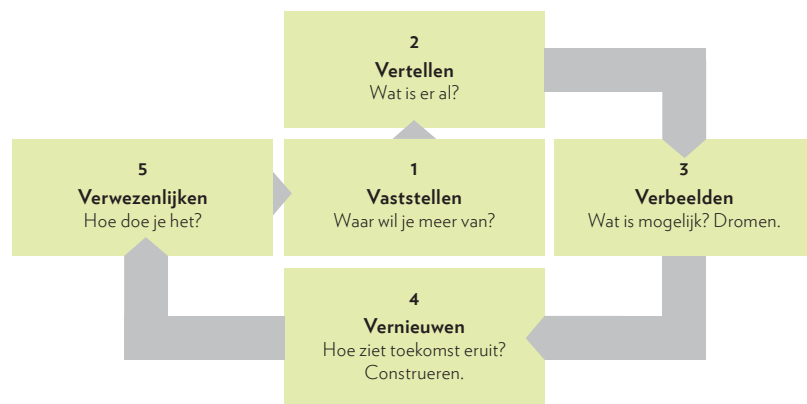 2
Vertellen
Wat is er al?
5
Verwezenlijken
Hoe doe je het?
1
Vaststellen
Waar wil je meer van?
3
Verbeelden
Wat is mogelijk? Dromen.
4
Vernieuwen
Hoe ziet toekomst eruit?
Construeren.